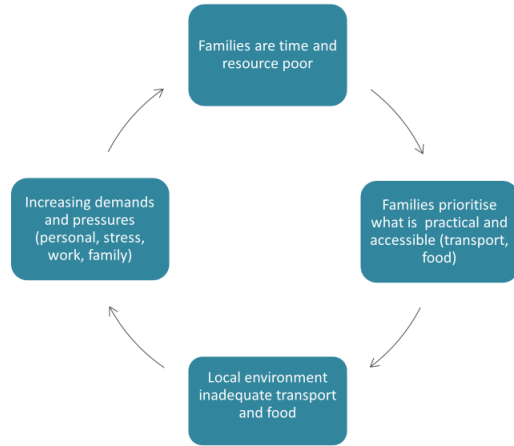 Families are time and
resource poor
Families prioritise
what is practical and
accessible (transport,
food)
Local environment
inadequate transport
and food
Increasing demands
and pressures
(personal, stress,
work, family)